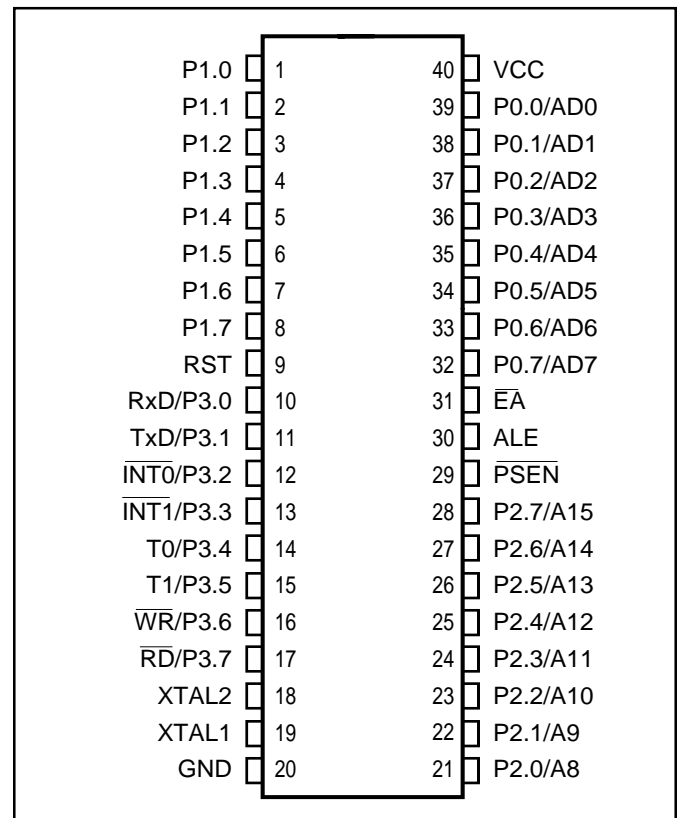 P1.0 1 40 VCC
P1.1 2 39 P0.0/AD0
P1.2 3 38 P0.1/AD1
P1.3 4 37 P0.2/AD2
P1.4 5 36 P0.3/AD3
P1.5 6 35 P0.4/AD4
P1.6 7 34 P0.5/AD5
P1.7 8 33 P0.6/AD6
RST 9 32 P0.7/AD7
RxD/P3.0 10 31 E̅A̅
TxD/P3.1 11 30 ALE
I̅N̅T̅0̅/P3.2 12 29 P̅S̅E̅N̅
I̅N̅T̅1̅/P3.3 13 28 P2.7/A15
T0/P3.4 14 27 P2.6/A14
T1/P3.5 15 26 P2.5/A13
W̅R̅/P3.6 16 25 P2.4/A12
R̅D̅/P3.7 17 24 P2.3/A11
XTAL2 18 23 P2.2/A10
XTAL1 19 22 P2.1/A9
GND 20 21 P2.0/A8